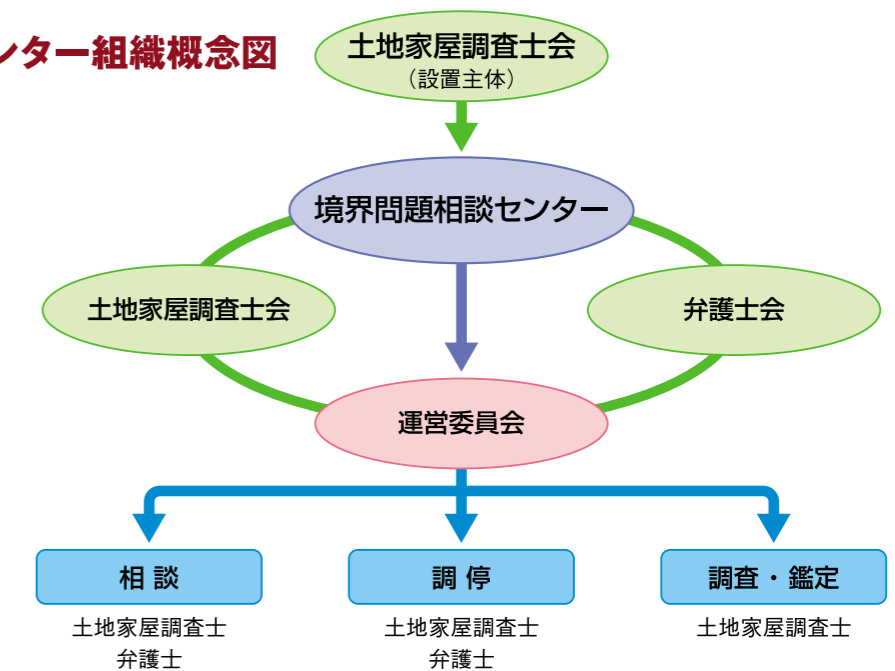 ンター組織概念図
土地家屋調査士会
（設置主体）
境界問題相談センター
土地家屋調査士会
弁護士会
運営委員会
相 談
調 停
調査・鑑定
土地家屋調査士
弁護士
土地家屋調査士
弁護士
土地家屋調査士